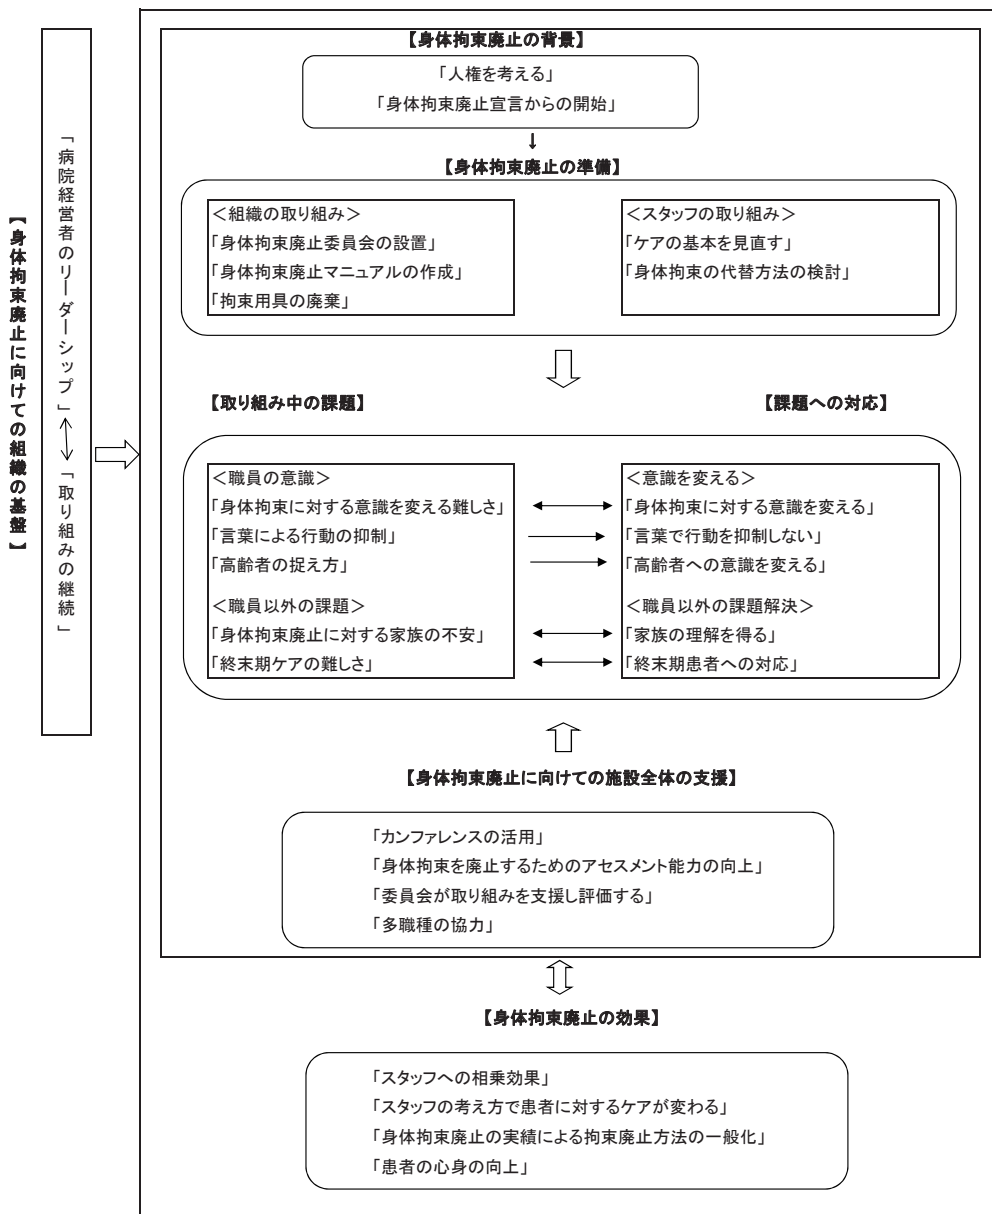 【身体拘束廃止に向けての組織の基盤】
「病院経営者のリーダーシップ」
「取り組みの継続」
【身体拘束廃止の背景】
「人権を考える」
「身体拘束廃止宣言からの開始」
【身体拘束廃止の準備】
＜組織の取り組み＞
「身体拘束廃止委員会の設置」
「身体拘束廃止マニュアルの作成」
「拘束用具の廃棄」
＜スタッフの取り組み＞
「ケアの基本を見直す」
「身体拘束の代替方法の検討」
【取り組み中の課題】
【課題への対応】
＜職員の意識＞
「身体拘束に対する意識を変える難しさ」
「言葉による行動の抑制」
「高齢者の捉え方」
＜職員以外の課題＞
「身体拘束廃止に対する家族の不安」
「終末期ケアの難しさ」
＜意識を変える＞
「身体拘束に対する意識を変える」
「言葉で行動を抑制しない」
「高齢者への意識を変える」
＜職員以外の課題解決＞
「家族の理解を得る」
「終末期患者への対応」
【身体拘束廃止に向けての施設全体の支援】
「カンファレンスの活用」
「身体拘束を廃止するためのアセスメント能力の向上」
「委員会が取り組みを支援し評価する」
「多職種の協力」
【身体拘束廃止の効果】
「スタッフへの相乗効果」
「スタッフの考え方で患者に対するケアが変わる」
「身体拘束廃止の実績による拘束廃止方法の一般化」
「患者の心身の向上」